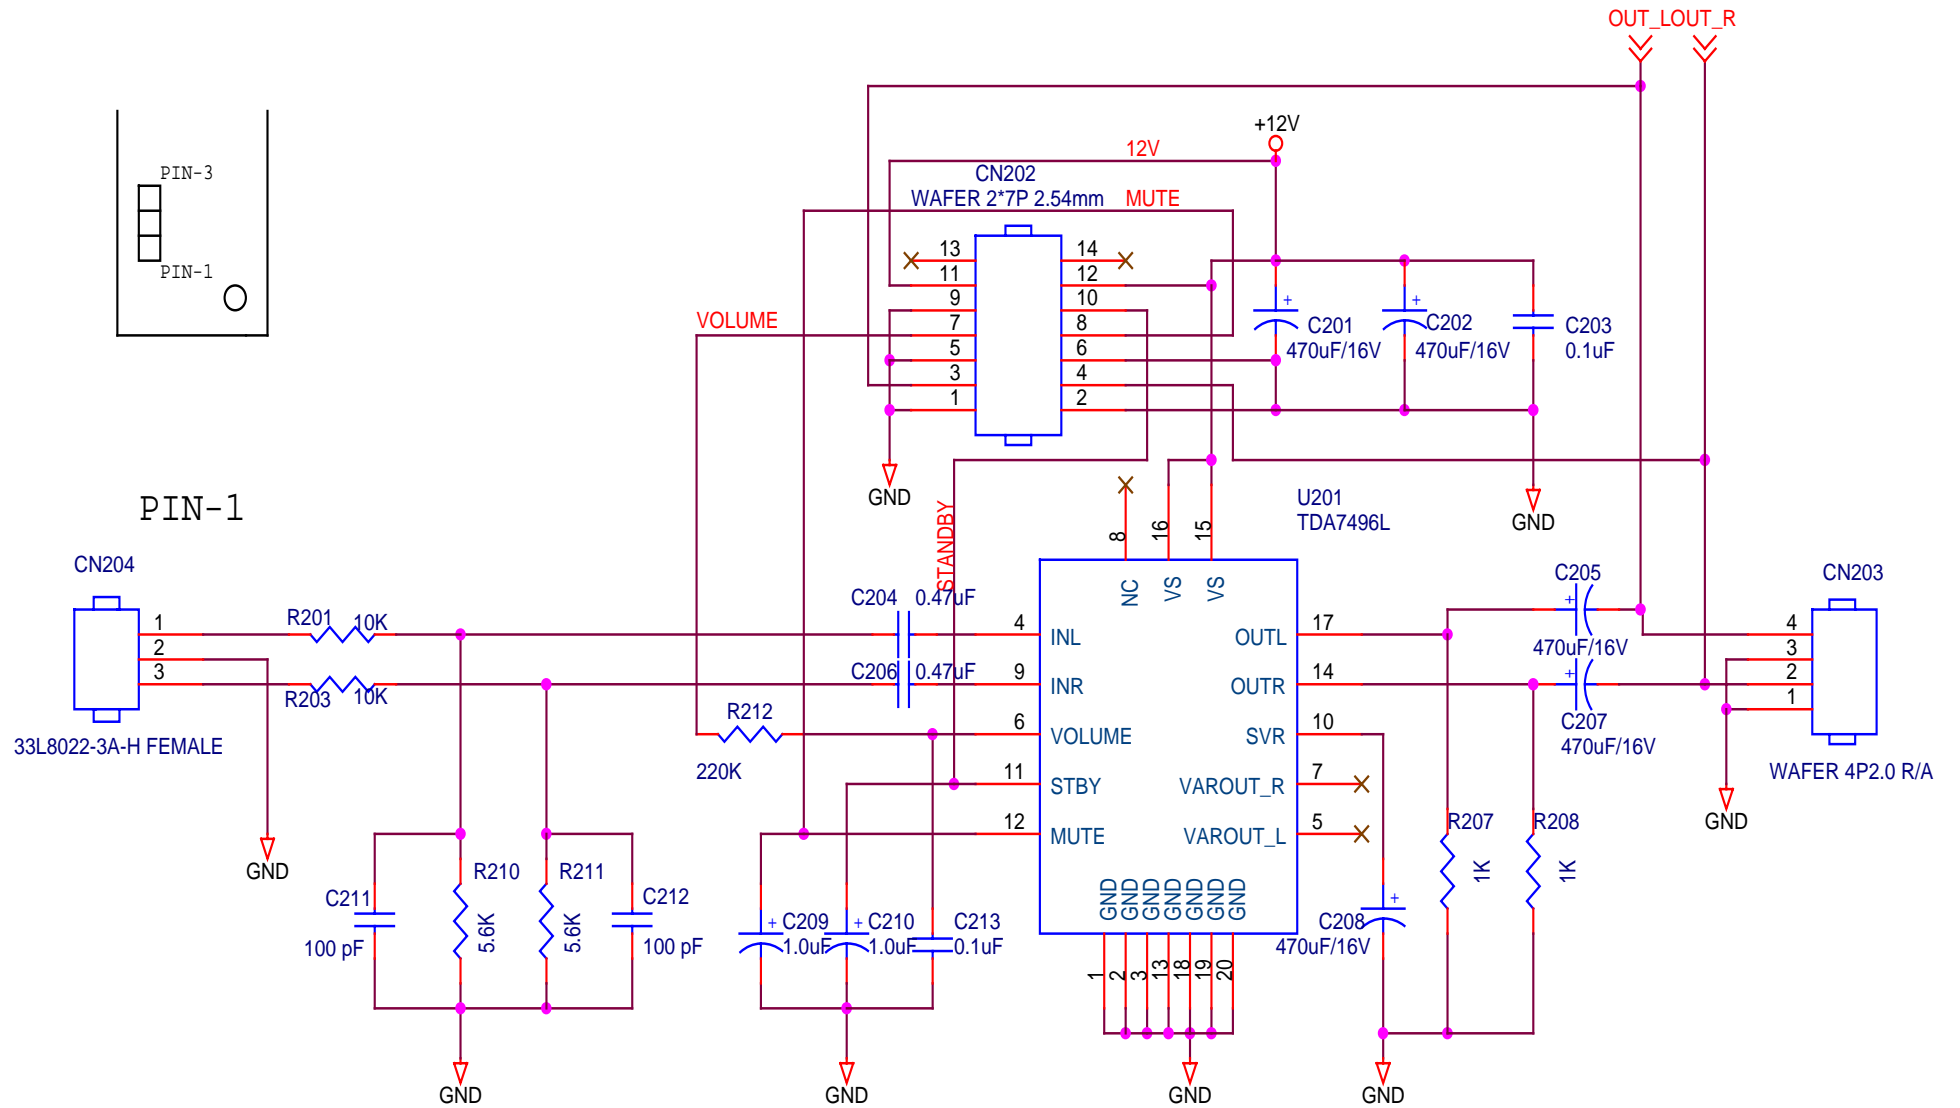 OUT_L OUT_R
+12V
12V
CN202
WAFER 2*7P 2.54mm
MUTE
PIN-3
PIN-1
13
14
11
12
9
10
7
8
5
6
3
4
1
2
VOLUME
+
C201
470uF/16V
+
C202
470uF/16V
C203
0.1uF
GND
GND
STANDBY
PIN-1
CN204
1
2
3
33L8022-3A-H FEMALE
R201
10K
R203
10K
GND
C204
0.47uF
C206
0.47uF
R212
220K
U201
TDA7496L
8
16
15
NC
VS
VS
4
INL
9
INR
6
VOLUME
11
STBY
12
MUTE
OUTL
17
OUTR
14
SVR
10
VAROUT_R
7
VAROUT_L
5
GND
GND
GND
GND
GND
GND
GND
1
2
3
13
18
19
20
GND
C205
+
470uF/16V
+
C207
470uF/16V
CN203
4
3
2
1
WAFER 4P2.0 R/A
GND
R207
1K
R208
1K
+
C208
470uF/16V
GND
C211
100 pF
R210
5.6K
R211
5.6K
C212
100 pF
GND
+
C209
1.0uF
+
C210
1.0uF
C213
0.1uF
GND